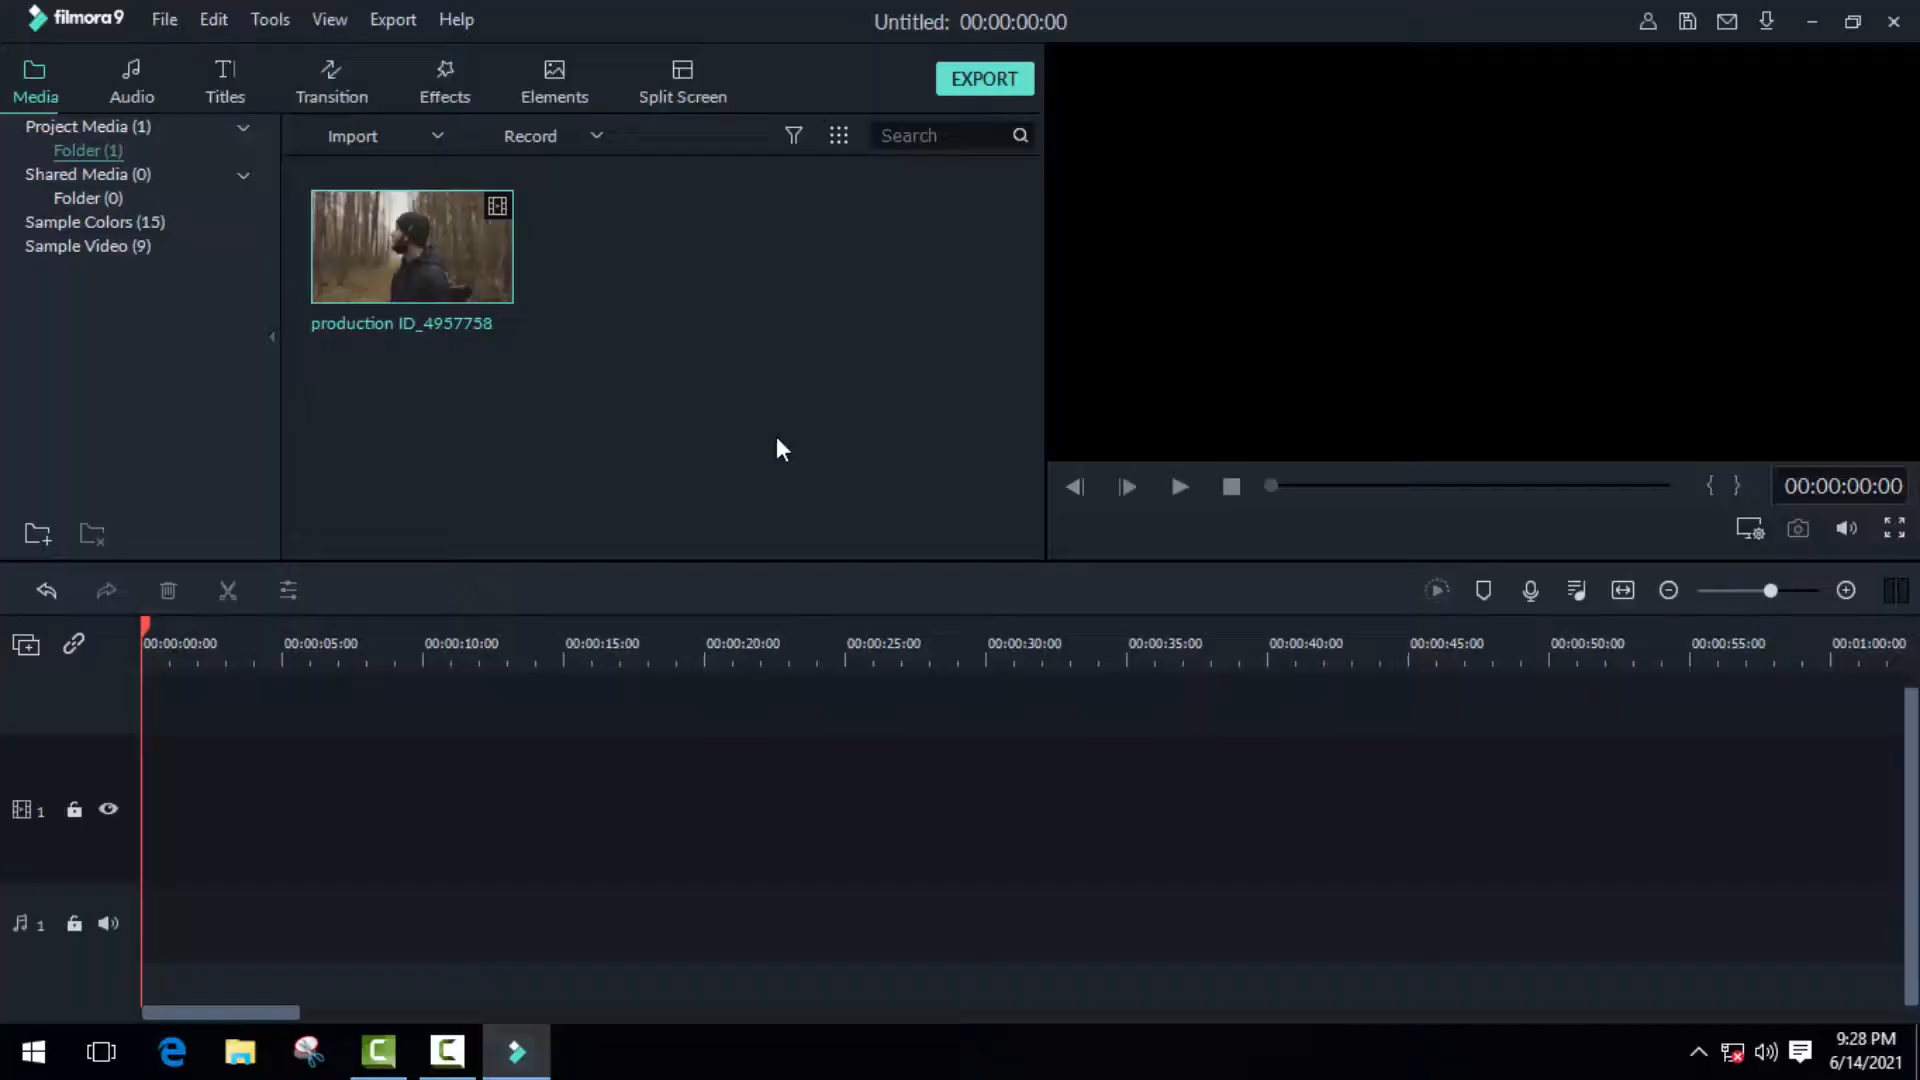 filmora9 File Edit Tools View Export Help Untitled: 00:00:00:00
Media Audio Titles Transition Effects Elements Split Screen EXPORT
Project Media (1)
Folder (1)
Shared Media (0)
Folder (0)
Sample Colors (15)
Sample Video (9)
Import Record Search
production ID_4957758
00:00:00:00
00:00:00:00 00:00:05:00 00:00:10:00 00:00:15:00 00:00:20:00 00:00:25:00 00:00:30:00 00:00:35:00 00:00:40:00 00:00:45:00 00:00:50:00 00:00:55:00 00:01:00:00
1
1
9:28 PM
6/14/2021